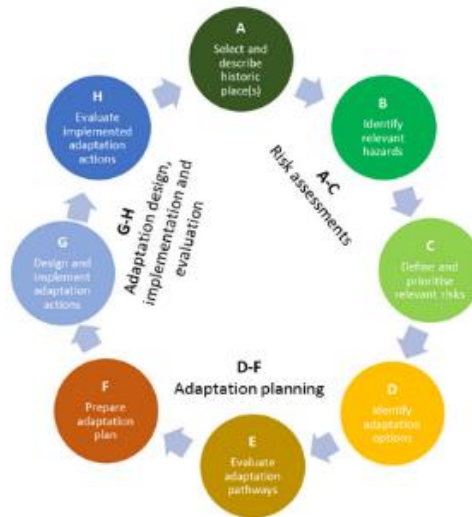 A
Select and
describe
historic
place(s)
B
Identify
relevant
hazards
C
Define and
prioritise
relevant risks
D
Identify
adaptation
options
E
Evaluate
adaptation
pathways
F
Prepare
adaptation
plan
G
Design and
implement
adaptation
actions
H
Evaluate
implemented
adaptation
actions
A-C
Risk assessments
D-F
Adaptation planning
G-H
Adaptation design,
implementation and
evaluation